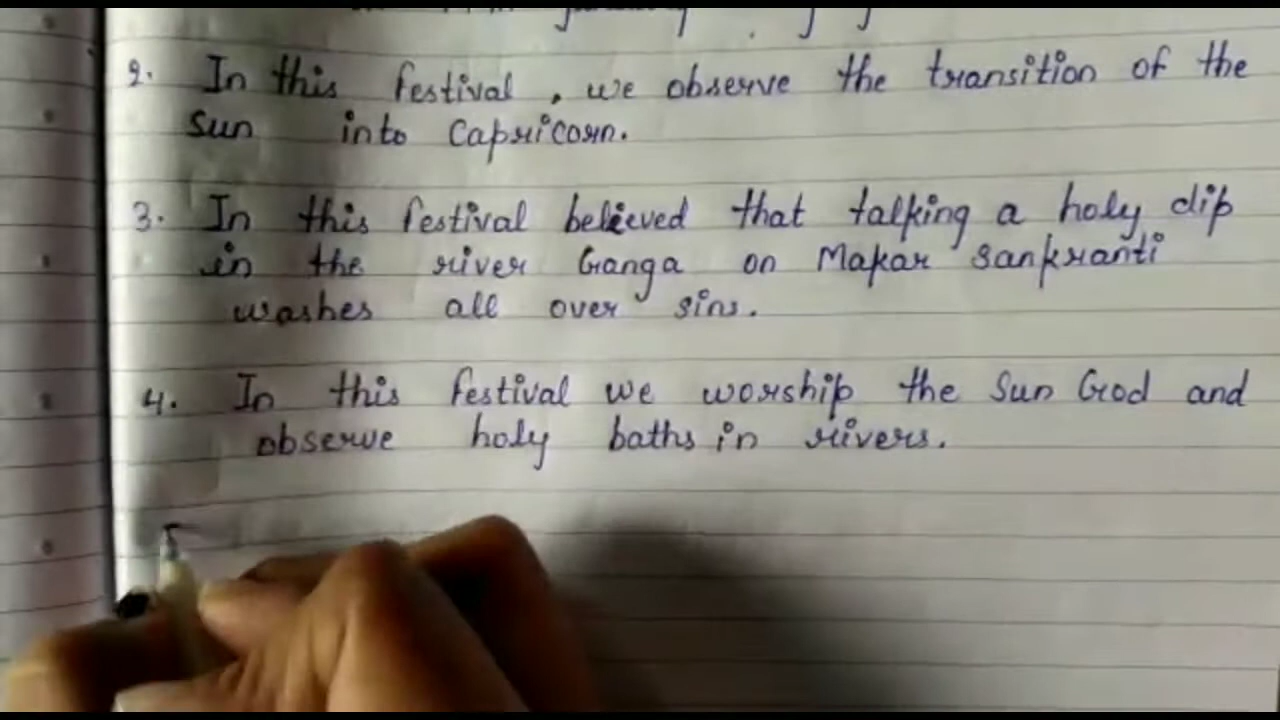 2. In this festival, we observe the transition of the
Sun into Capricorn.
3. In this festival believed that talking a holy dip
in the river Ganga on Makar Sankranti
washes all over sins.
4. In this festival we worship the Sun God and
observe holy baths in rivers.